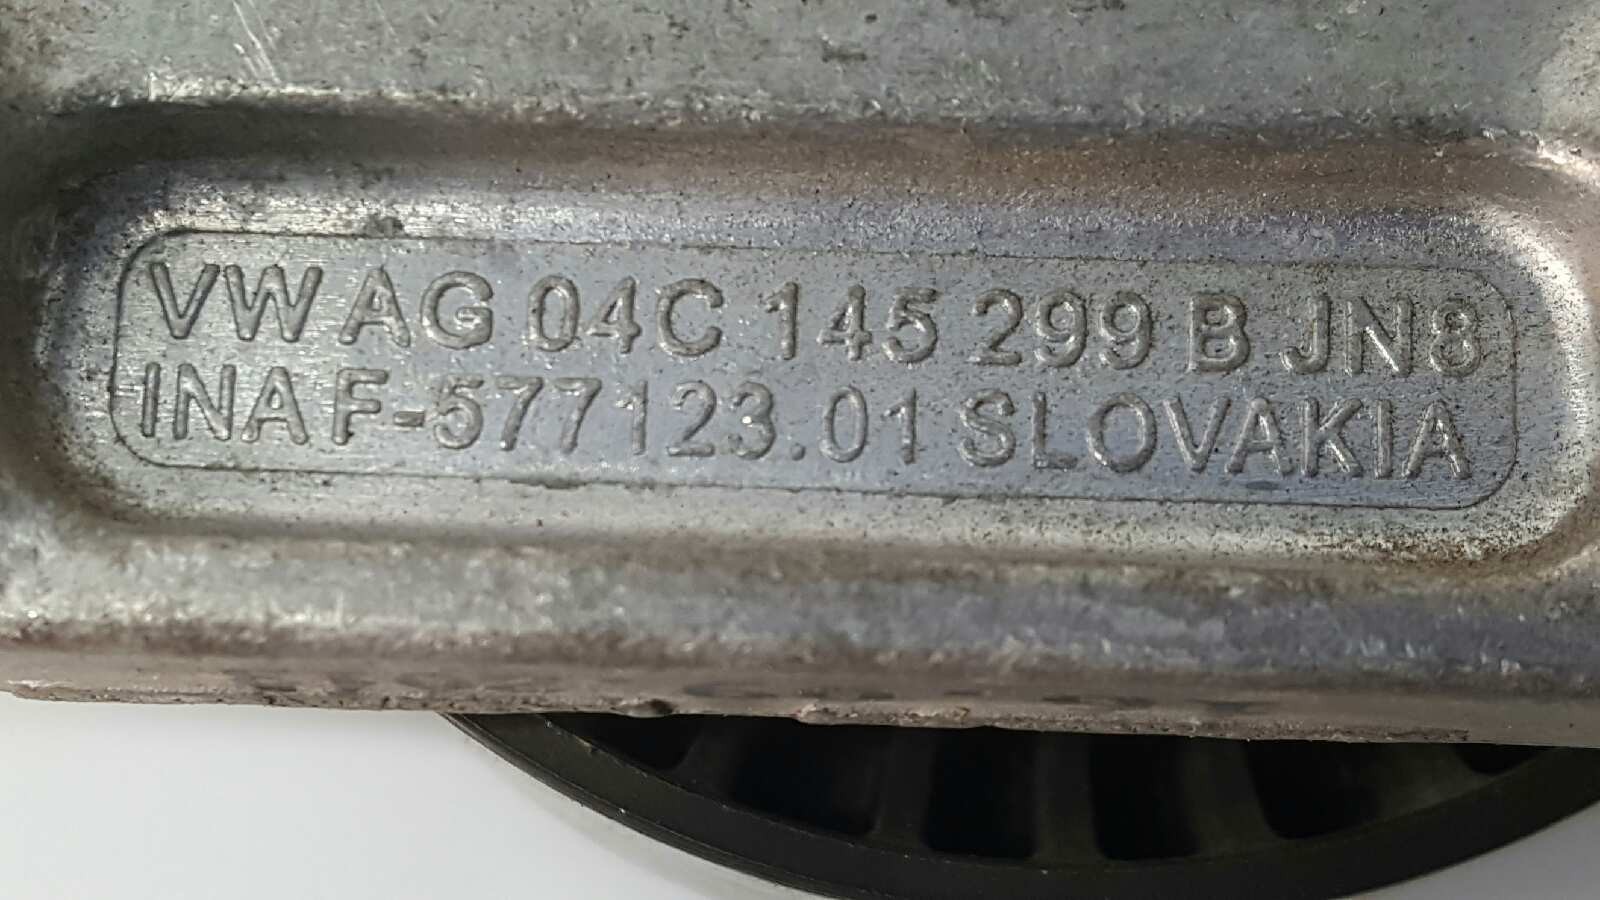 VW AG 04C 145 299 B JN8
INA F-577123.01 SLOVAKIA